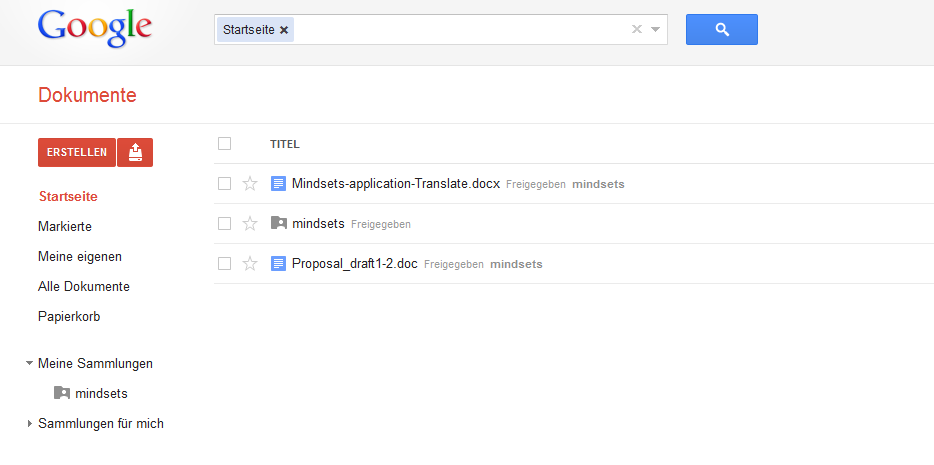 Google
Startseite
Dokumente
ERSTELLEN
TITEL
Startseite
Mindsets-application-Translate.docx Freigegeben mindsets
Markierte
mindsets Freigegeben
Meine eigenen
Proposal_draft1-2.doc Freigegeben mindsets
Alle Dokumente
Papierkorb
Meine Sammlungen
mindsets
Sammlungen für mich